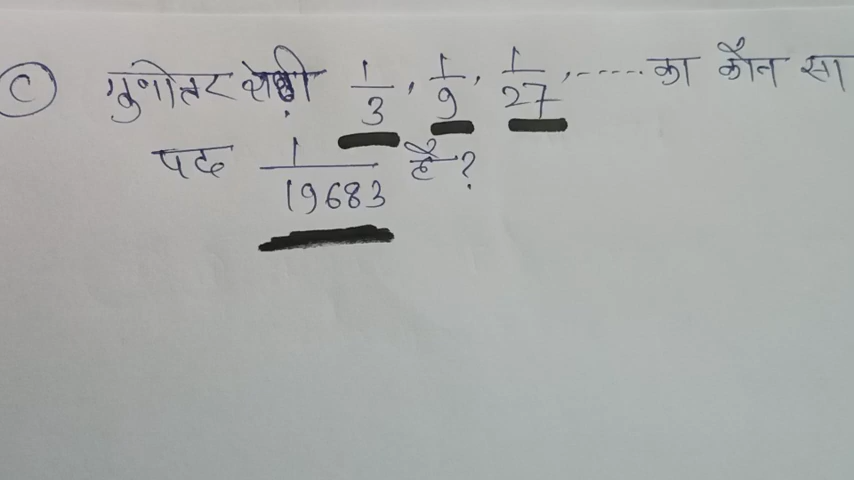 (C) गुणोत्तर श्रेढ़ी 1/3, 1/9, 1/27, ...... का कौन सा
पद 1/19683 है?